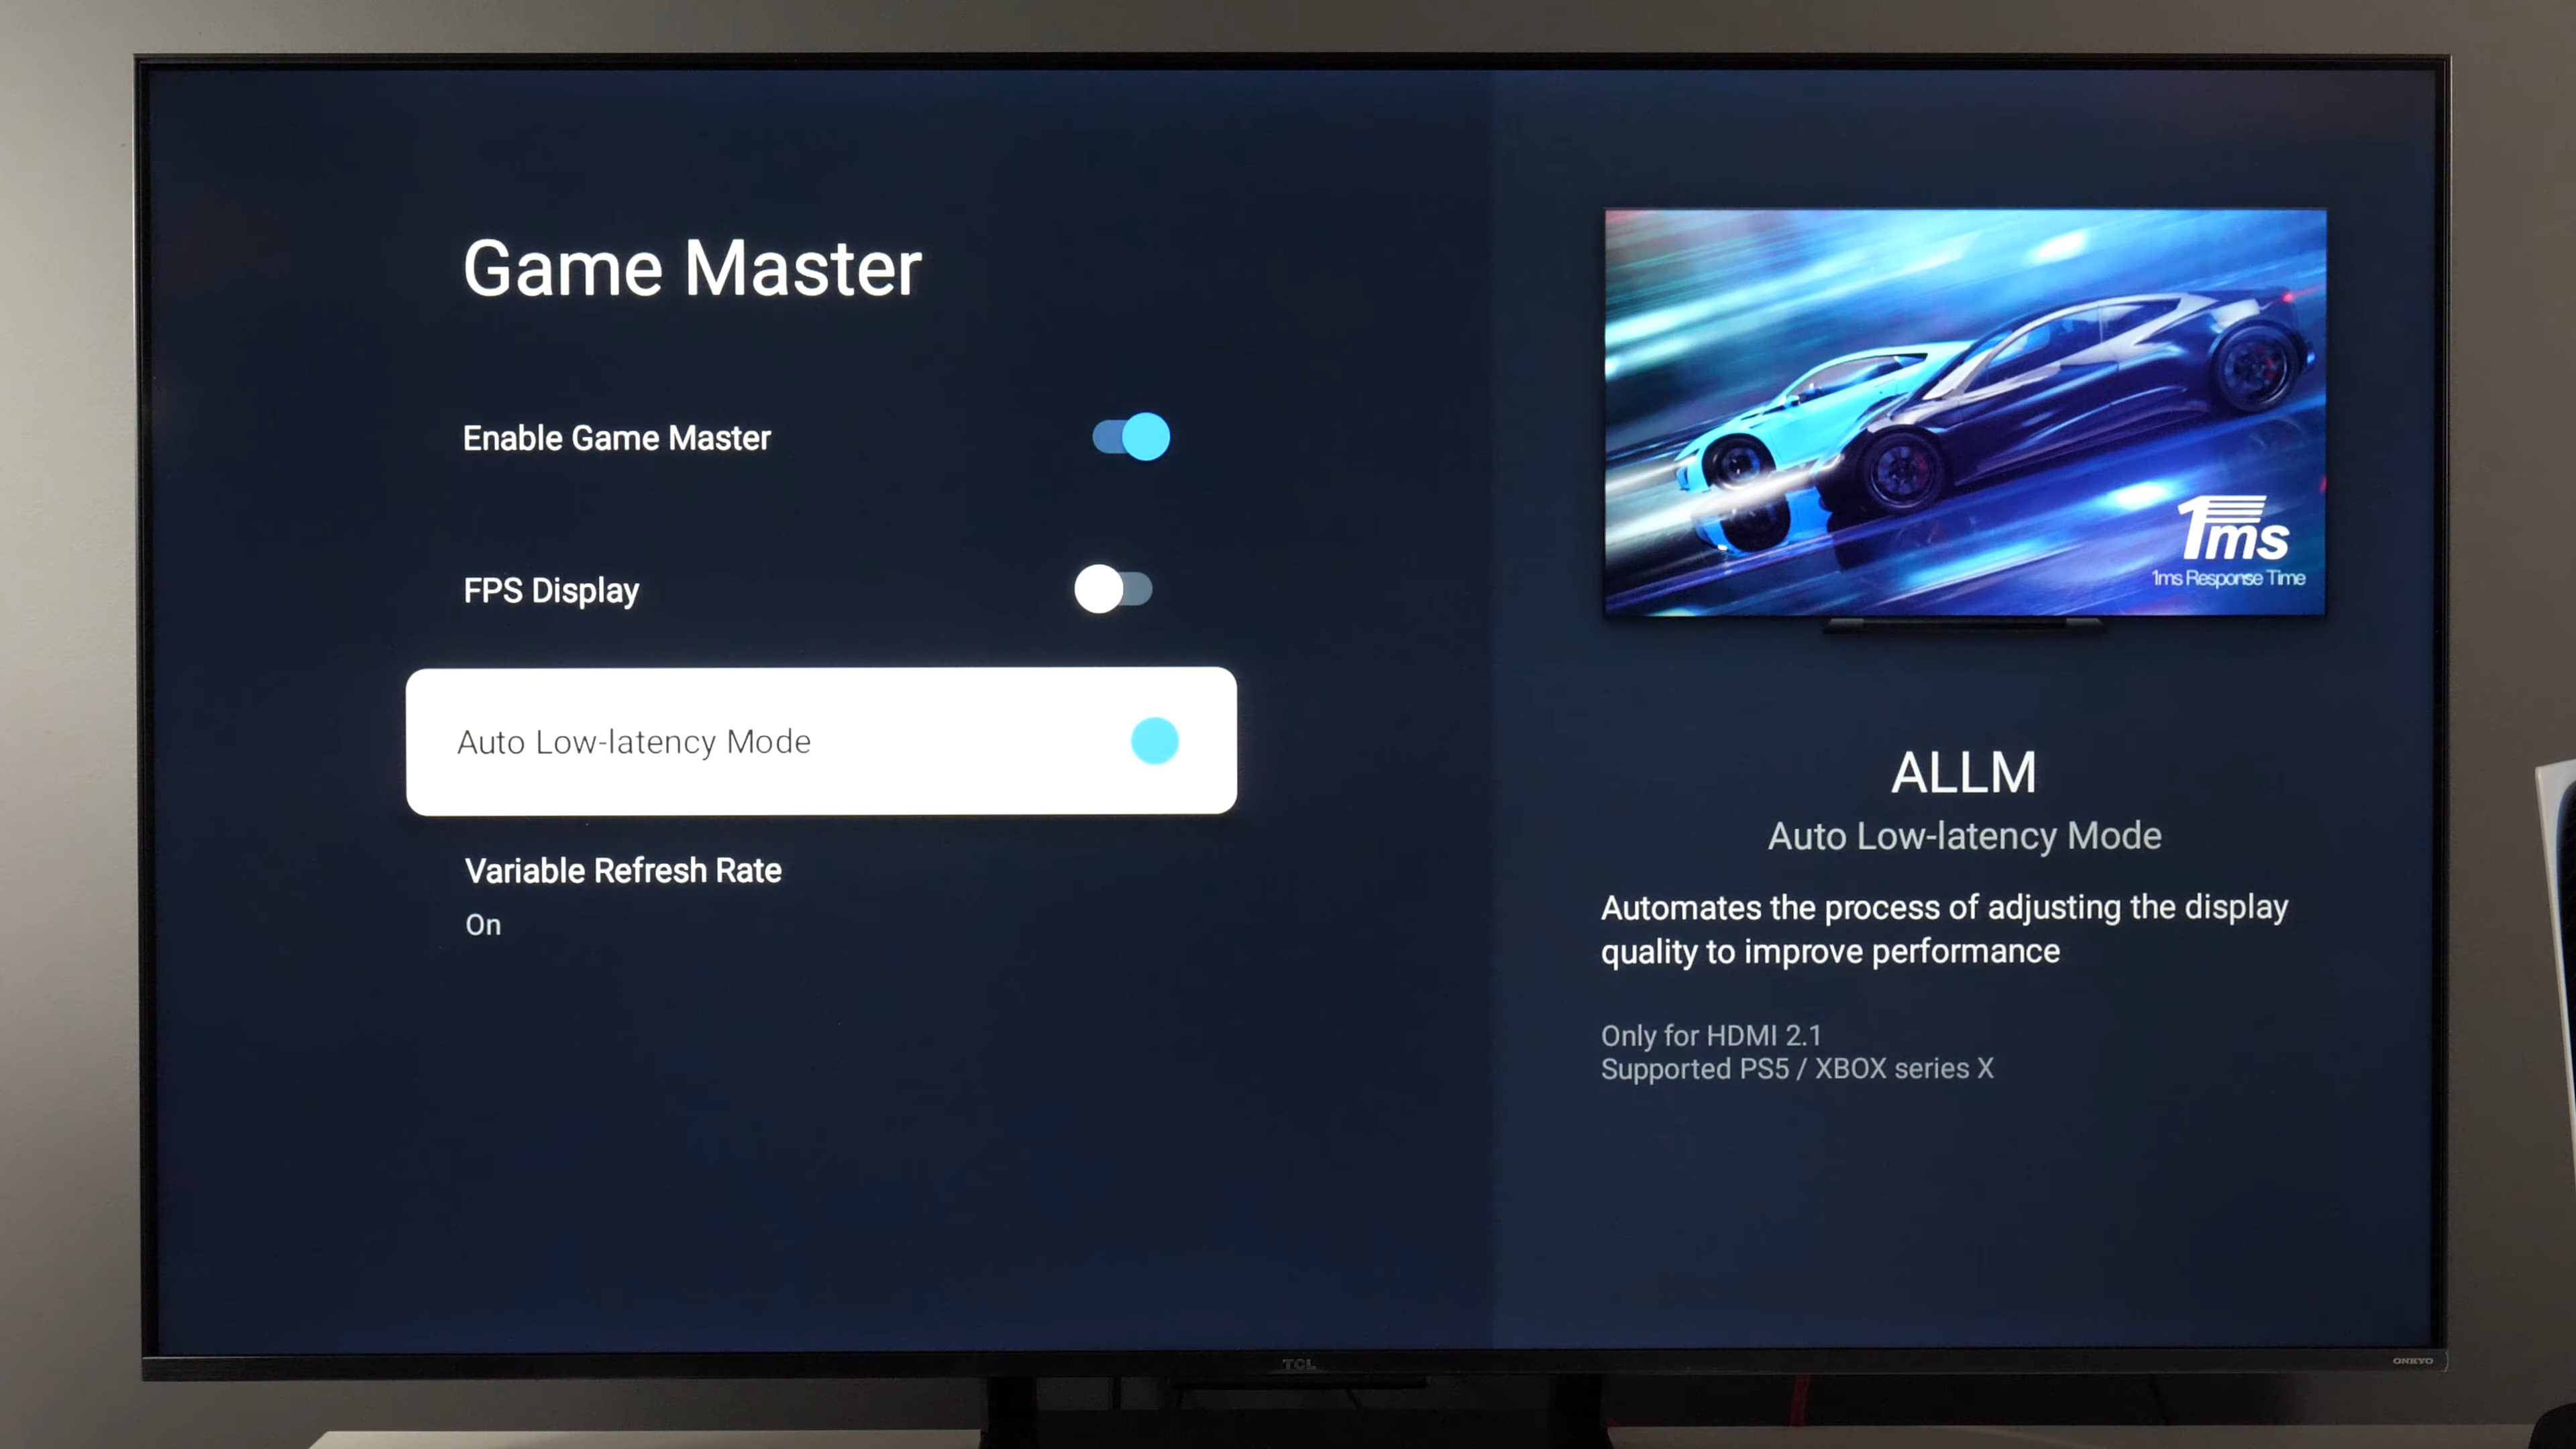 Game Master
Enable Game Master
FPS Display
Auto Low-latency Mode
Variable Refresh Rate
On
1ms
1ms Response Time
ALLM
Auto Low-latency Mode
Automates the process of adjusting the display
quality to improve performance
Only for HDMI 2.1
Supported PS5 / XBOX series X
TCL
ONKYO